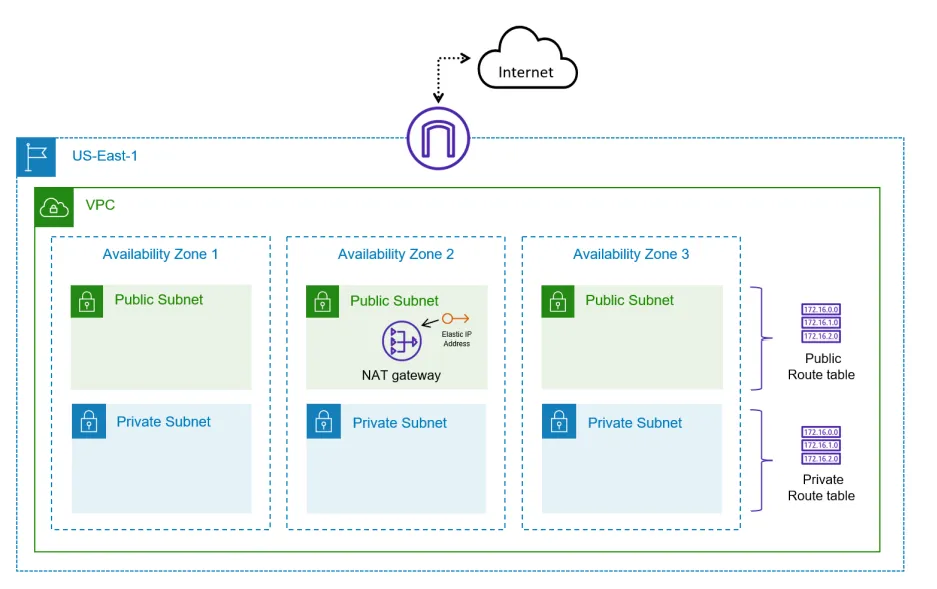 Internet
US-East-1
VPC
Availability Zone 1
Availability Zone 2
Availability Zone 3
Public Subnet
Public Subnet
Public Subnet
Elastic IP
Address
NAT gateway
172.16.0.0
172.16.1.0
172.16.2.0
Public
Route table
Private Subnet
Private Subnet
Private Subnet
172.16.0.0
172.16.1.0
172.16.2.0
Private
Route table